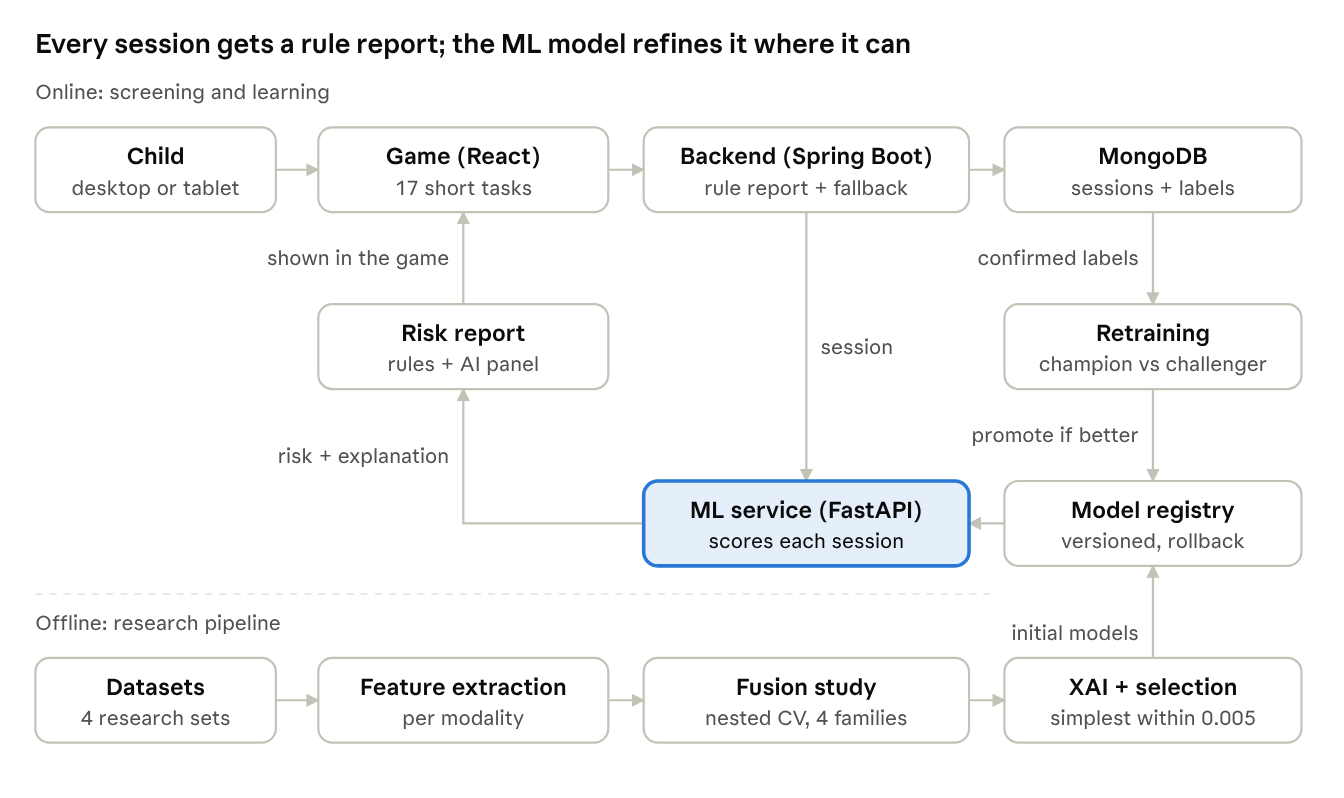 Every session gets a rule report; the ML model refines it where it can
Online: screening and learning
Child
desktop or tablet
Game (React)
17 short tasks
Backend (Spring Boot)
rule report + fallback
MongoDB
sessions + labels
shown in the game
confirmed labels
Risk report
rules + AI panel
session
Retraining
champion vs challenger
risk + explanation
promote if better
ML service (FastAPI)
scores each session
Model registry
versioned, rollback
Offline: research pipeline
initial models
Datasets
4 research sets
Feature extraction
per modality
Fusion study
nested CV, 4 families
XAI + selection
simplest within 0.005